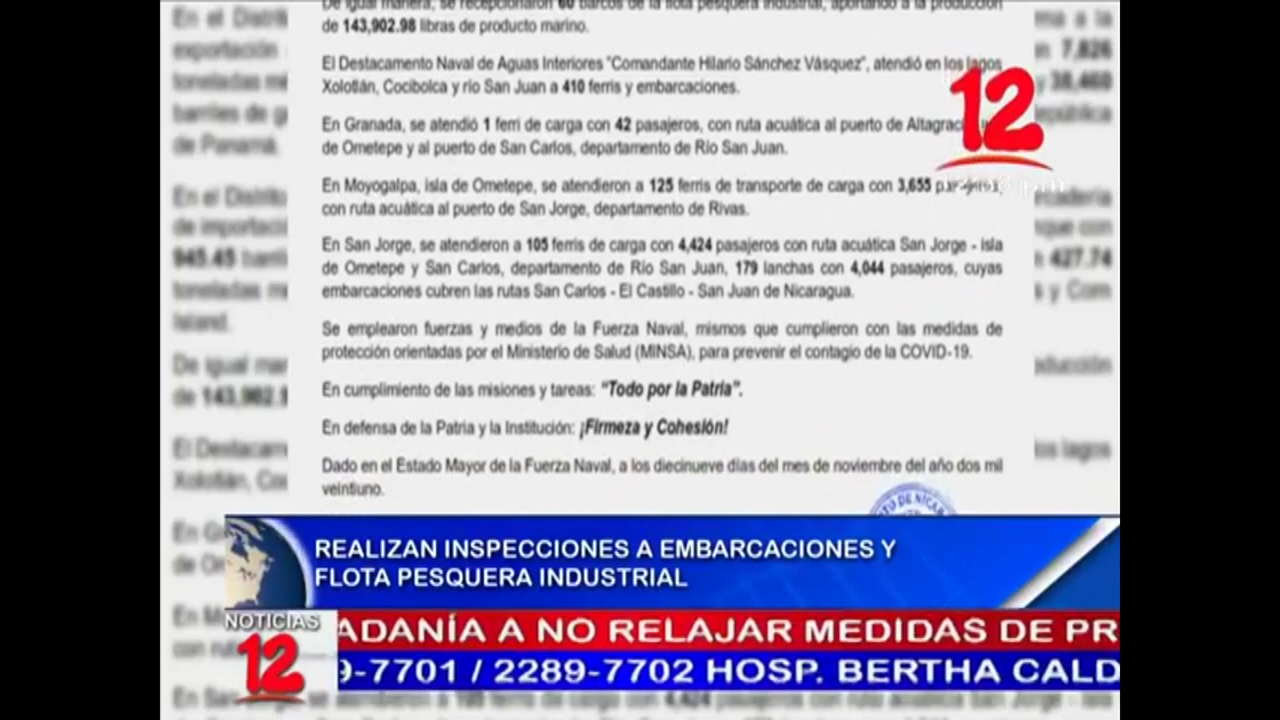 De igual manera, se recepcionaron 60 barcos de la flota pesquera industrial, aportando a la producción
de 143,902.98 libras de producto marino.
El Destacamento Naval de Aguas Interiores "Comandante Hilario Sánchez Vásquez", atendió en los lagos
Xolotlán, Cocibolca y río San Juan a 410 ferris y embarcaciones.
En Granada, se atendió 1 ferri de carga con 42 pasajeros, con ruta acuática al puerto de
de Ometepe y al puerto de San Carlos, departamento de Río San Juan.
En Moyogalpa, isla de Ometepe, se atendieron a 125 ferris de transporte de carga con 3,655
con ruta acuática al puerto de San Jorge, departamento de Rivas.
En San Jorge, se atendieron a 105 ferris de carga con 4,424 pasajeros con ruta acuática San Jorge - isla
de Ometepe y San Carlos, departamento de Río San Juan, 179 lanchas con 4,044 pasajeros, cuyas
embarcaciones cubren las rutas San Carlos - El Castillo - San Juan de Nicaragua.
Se emplearon fuerzas y medios de la Fuerza Naval, mismos que cumplieron con las medidas de
protección orientadas por el Ministerio de Salud (MINSA), para prevenir el contagio de la COVID-19.
En cumplimiento de las misiones y tareas: “Todo por la Patria”.
En defensa de la Patria y la Institución: ¡Firmeza y Cohesión!
Dado en el Estado Mayor de la Fuerza Naval, a los diecinueve días del mes de noviembre del año dos mil
veintiuno.
12
REALIZAN INSPECCIONES A EMBARCACIONES Y
FLOTA PESQUERA INDUSTRIAL
NOTICIAS
12
ADANÍA A NO RELAJAR MEDIDAS DE PR
9-7701 / 2289-7702 HOSP. BERTHA CALD